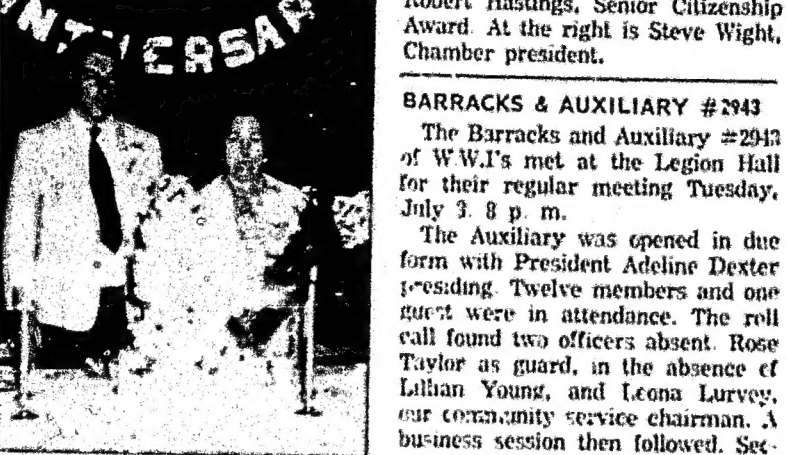 NNIVERSAR
Robert Hastings, Senior Citizenship
Award. At the right is Steve Wight,
Chamber president.
BARRACKS & AUXILIARY #2943
The Barracks and Auxiliary #2943
of W.W.I's met at the Legion Hall
for their regular meeting Tuesday,
July 3. 8 p. m.
The Auxiliary was opened in due
form with President Adeline Dexter
presiding. Twelve members and one
guest were in attendance. The roll
call found two officers absent. Rose
Taylor as guard, in the absence of
Lillian Young, and Leona Lurvey,
our community service chairman. A
business session then followed. Sec-